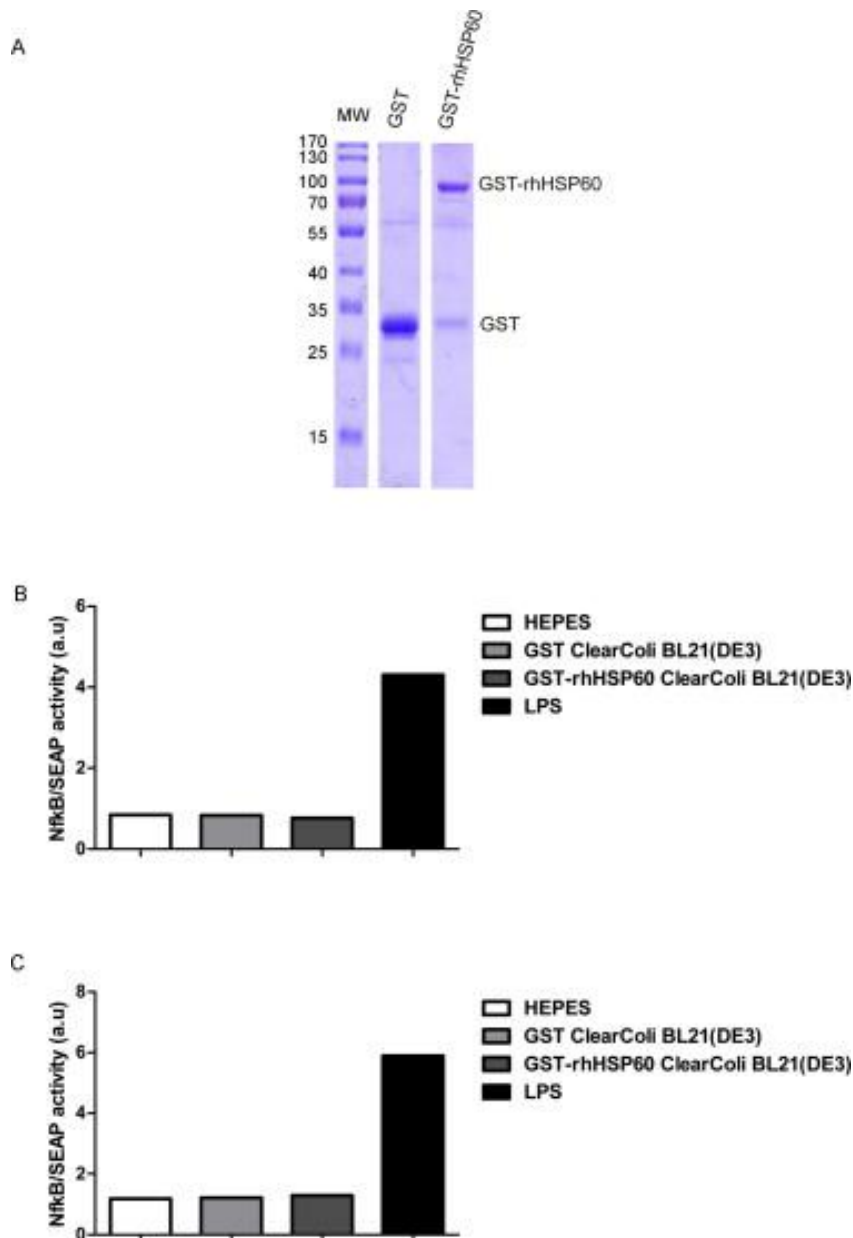 A
MW
GST
GST-rhHSP60
170
130
100
70
55
40
35
25
15
GST-rhHSP60
GST
B
NfkB/SEAP activity (a.u)
6
4
2
0
HEPES
GST ClearColi BL21(DE3)
GST-rhHSP60 ClearColi BL21(DE3)
LPS
C
NfkB/SEAP activity (a.u)
8
6
4
2
0
HEPES
GST ClearColi BL21(DE3)
GST-rhHSP60 ClearColi BL21(DE3)
LPS